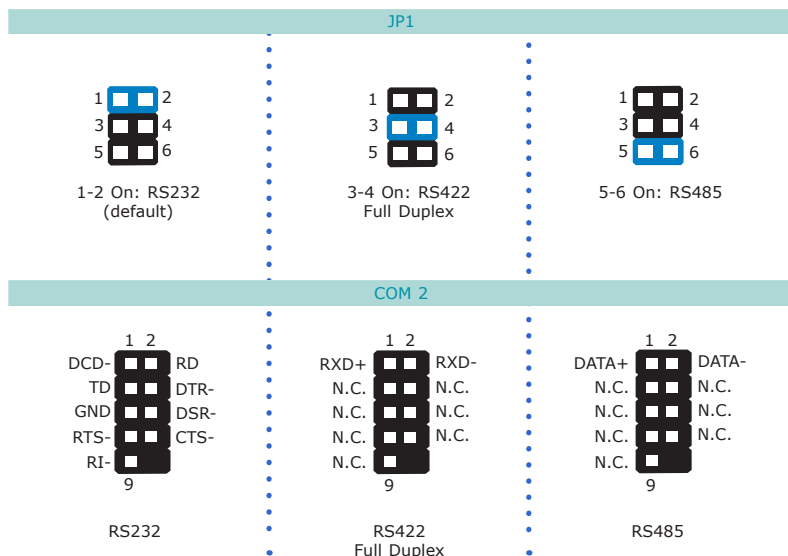 JP1
1 2
3 4
5 6
1-2 On: RS232
(default)
1 2
3 4
5 6
3-4 On: RS422
Full Duplex
1 2
3 4
5 6
5-6 On: RS485
COM 2
1 2
DCD- RD
TD DTR-
GND DSR-
RTS- CTS-
RI-
9
RS232
1 2
RXD+ RXD-
N.C. N.C.
N.C. N.C.
N.C. N.C.
N.C.
9
RS422
Full Duplex
1 2
DATA+ DATA-
N.C. N.C.
N.C. N.C.
N.C. N.C.
N.C.
9
RS485